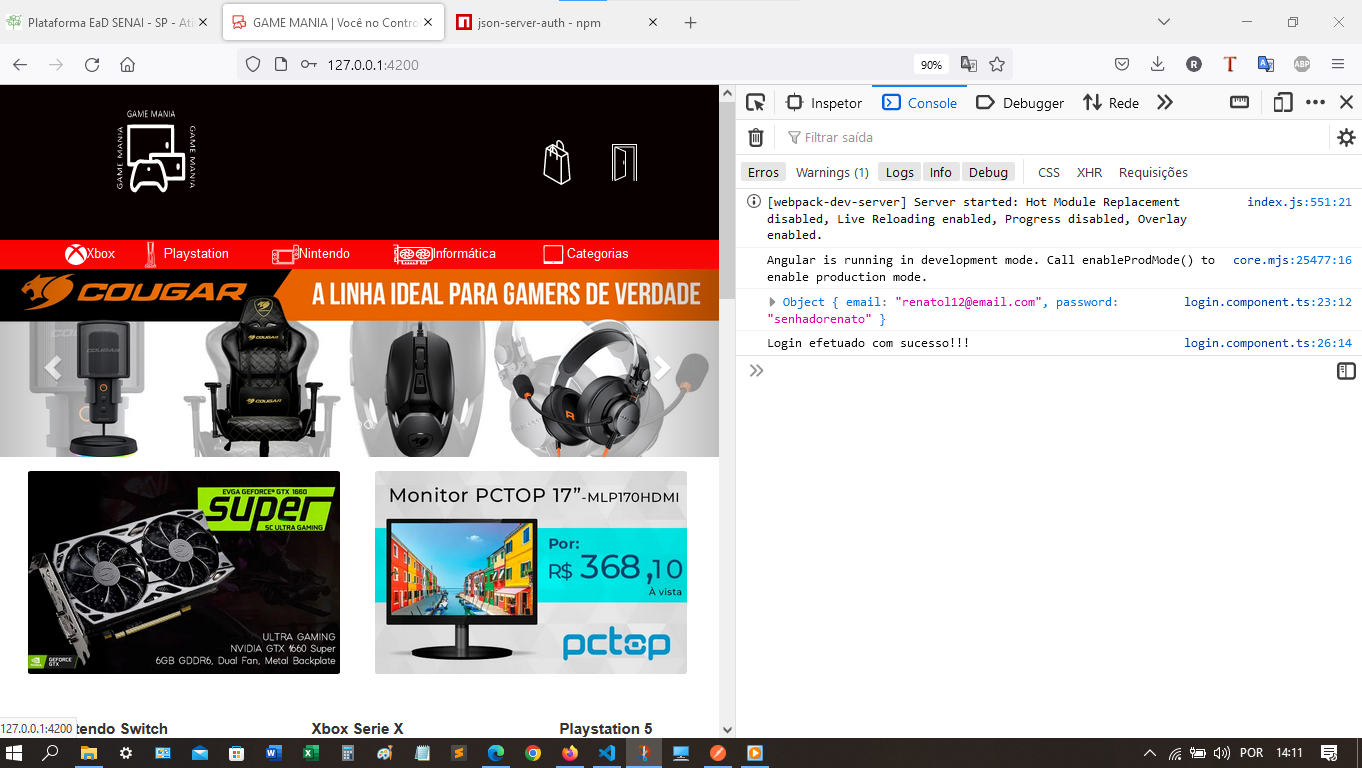 Plataforma EaD SENAI - SP - Ati
GAME MANIA | Você no Contro
json-server-auth - npm
127.0.0.1:4200
90%
R
T
ABP
GAME MANIA
GAME MANIA
GAME MANIA
Xbox
Playstation
Nintendo
Informática
Categorias
COUGAR
A LINHA IDEAL PARA GAMERS DE VERDADE
COUGAR
COUGAR
EVGA GEFORCE® GTX 1660
super
SC ULTRA GAMING
ULTRA GAMING
NVIDIA GTX 1660 Super
6GB GDDR6, Dual Fan, Metal Backplate
GEFORCE
GTX
Monitor PCTOP 17”-MLP170HDMI
Por:
R$ 368,10
À vista
pctop
tendo Switch
Xbox Serie X
Playstation 5
127.0.0.1:4200
Inspetor
Console
Debugger
Rede
Filtrar saída
Erros
Warnings (1)
Logs
Info
Debug
CSS
XHR
Requisições
[webpack-dev-server] Server started: Hot Module Replacement
disabled, Live Reloading enabled, Progress disabled, Overlay
enabled.
index.js:551:21
Angular is running in development mode. Call enableProdMode() to
enable production mode.
core.mjs:25477:16
Object { email: "renatol12@email.com", password:
"senhadorenato" }
login.component.ts:23:12
Login efetuado com sucesso!!!
login.component.ts:26:14
POR
14:11